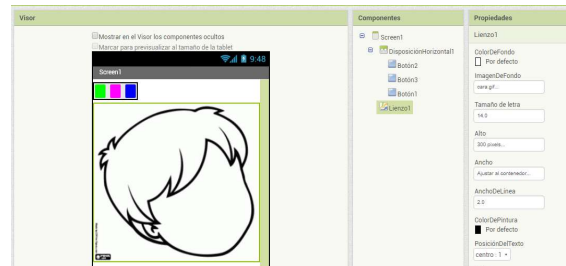 Visor
Mostrar en el Visor los componentes ocultos
Marcar para previsualizar al tamaño de la tablet
9:48
Screen1
Componentes
Screen1
DisposiciónHorizontal1
Botón2
Botón3
Botón1
Lienzo1
Propiedades
Lienzo1
ColorDeFondo
Por defecto
ImagenDeFondo
cara.gif...
Tamaño de letra
14.0
Alto
300 pixels...
Ancho
Ajustar al contenedor...
AnchoDeLínea
2.0
ColorDePintura
Por defecto
PosiciónDelTexto
centro : 1